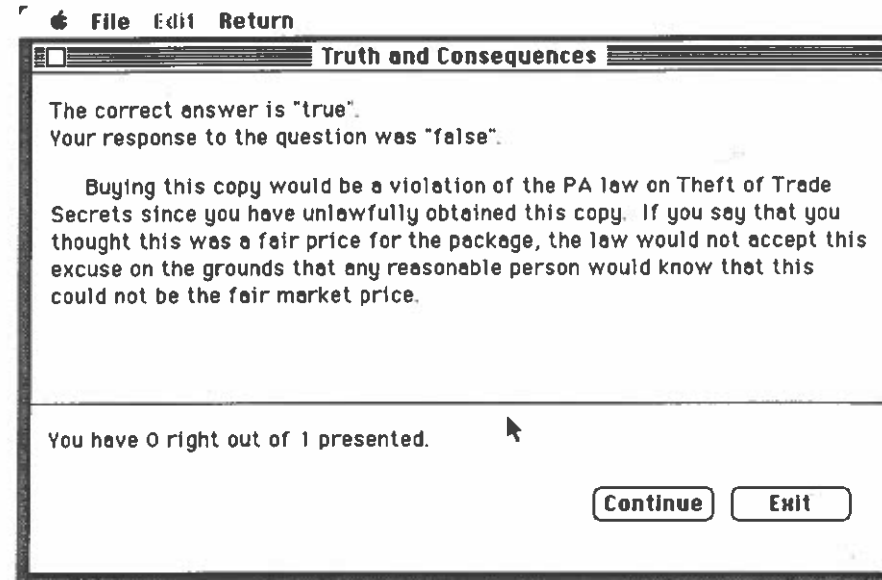 File Edit Return
Truth and Consequences
The correct answer is "true".
Your response to the question was "false".
Buying this copy would be a violation of the PA law on Theft of Trade
Secrets since you have unlawfully obtained this copy. If you say that you
thought this was a fair price for the package, the law would not accept this
excuse on the grounds that any reasonable person would know that this
could not be the fair market price.
You have 0 right out of 1 presented.
Continue Exit